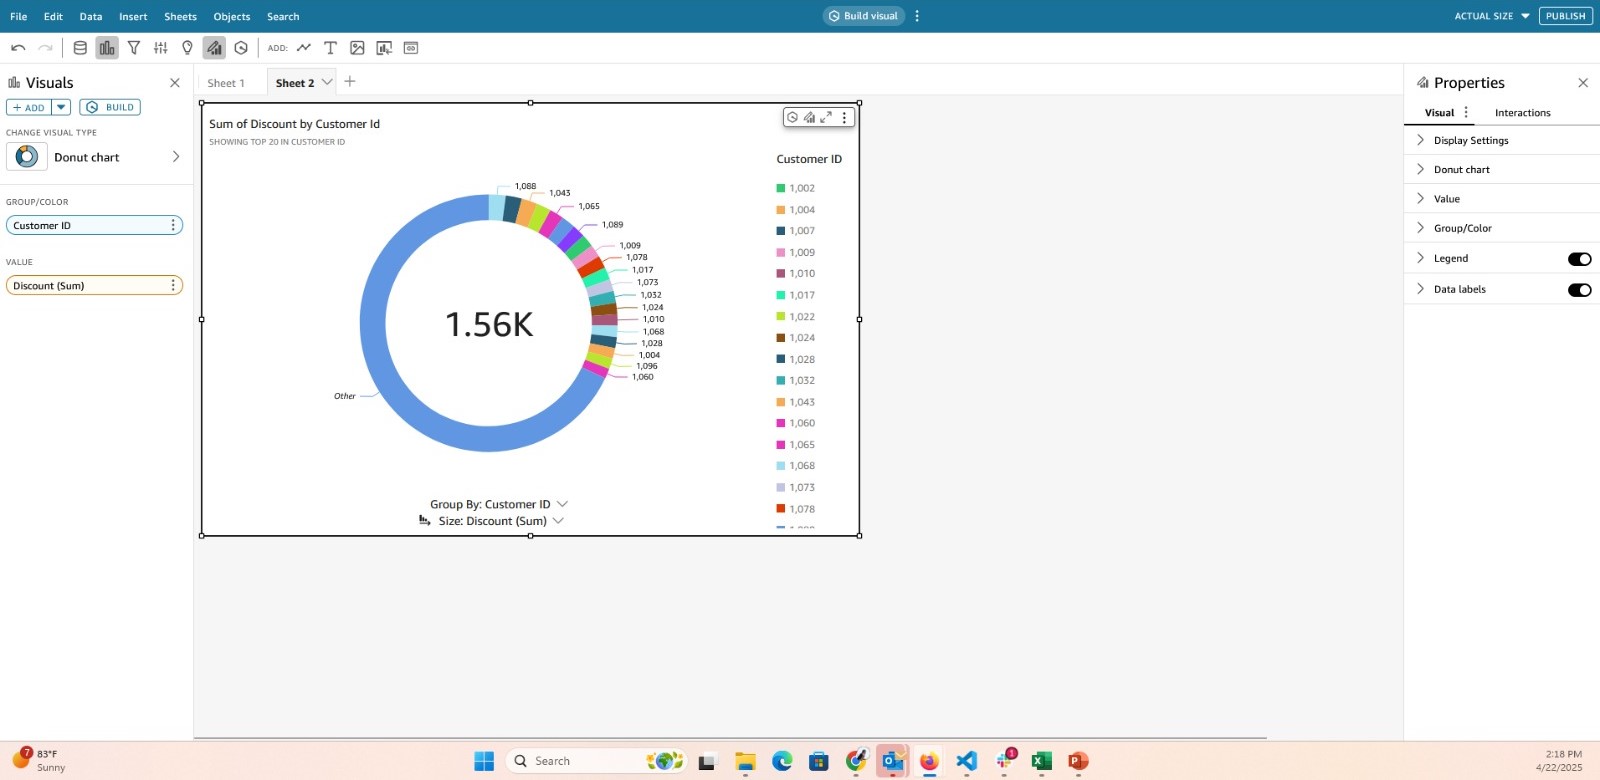 File Edit Data Insert Sheets Objects Search
Build visual
ACTUAL SIZE
PUBLISH
ADD:
Visuals
+ ADD
BUILD
CHANGE VISUAL TYPE
Donut chart
GROUP/COLOR
Customer ID
VALUE
Discount (Sum)
Sheet 1
Sheet 2
Sum of Discount by Customer Id
SHOWING TOP 20 IN CUSTOMER ID
1,088
1,043
1,065
1,089
1,009
1,078
1,017
1,073
1,032
1,024
1,010
1,068
1,028
1,004
1,096
1,060
Other
1.56K
Group By: Customer ID
Size: Discount (Sum)
Customer ID
1,002
1,004
1,007
1,009
1,010
1,017
1,022
1,024
1,028
1,032
1,043
1,060
1,065
1,068
1,073
1,078
Properties
Visual
Interactions
Display Settings
Donut chart
Value
Group/Color
Legend
Data labels
7
83°F
Sunny
Search
1
2:18 PM
4/22/2025